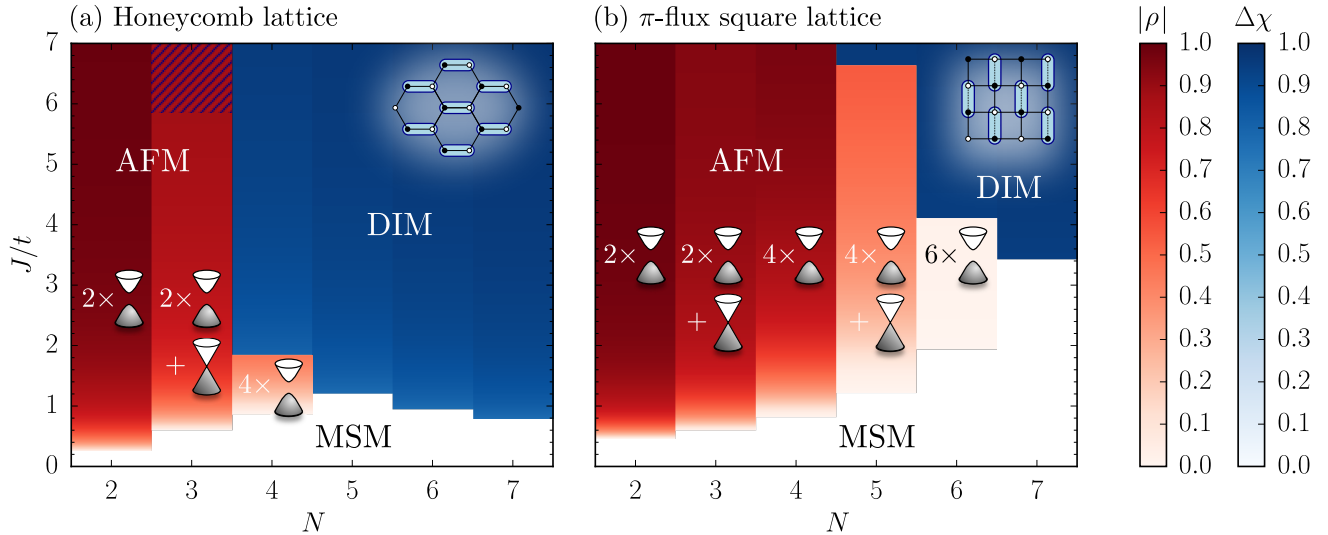 (a) Honeycomb lattice
(b) π-flux square lattice
|ρ|
Δχ
7
6
5
4
3
2
1
0
J/t
AFM
DIM
MSM
2×
2×
+
4×
2 3 4 5 6 7
N
AFM
DIM
MSM
2×
2×
4×
4×
6×
+
+
2 3 4 5 6 7
N
1.0
0.9
0.8
0.7
0.6
0.5
0.4
0.3
0.2
0.1
0.0
1.0
0.9
0.8
0.7
0.6
0.5
0.4
0.3
0.2
0.1
0.0